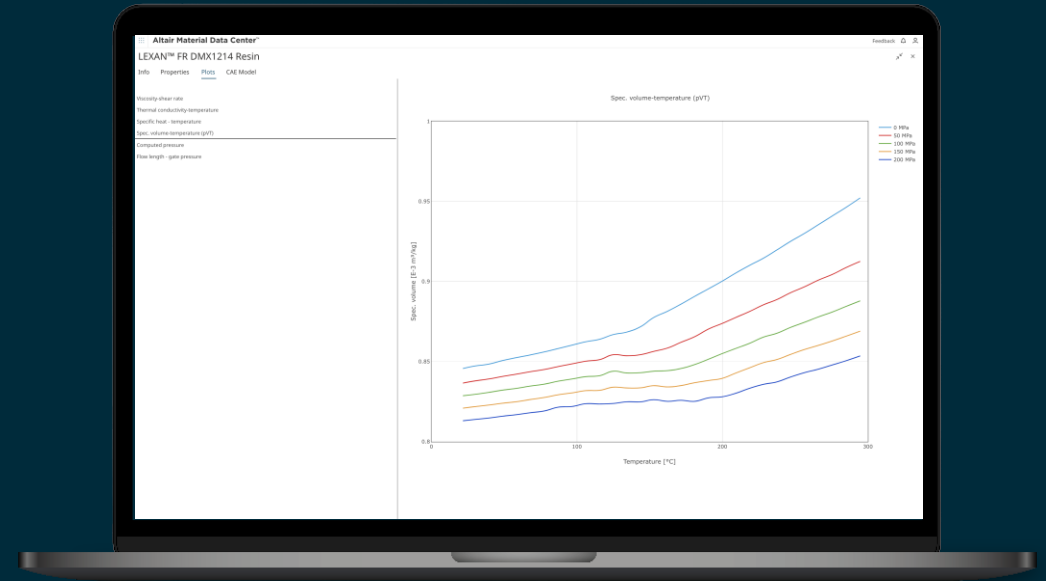 Altair Material Data Center™
Feedback
LEXAN™ FR DMX1214 Resin
Info Properties Plots CAE Model
Viscosity-shear rate
Thermal conductivity-temperature
Specific heat - temperature
Spec. volume-temperature (pVT)
Computed pressure
Flow length - gate pressure
Spec. volume-temperature (pVT)
1
0.95
0.9
0.85
0.8
Spec. volume [E-3 m³/kg]
0 100 200 300
Temperature [°C]
0 MPa
50 MPa
100 MPa
150 MPa
200 MPa